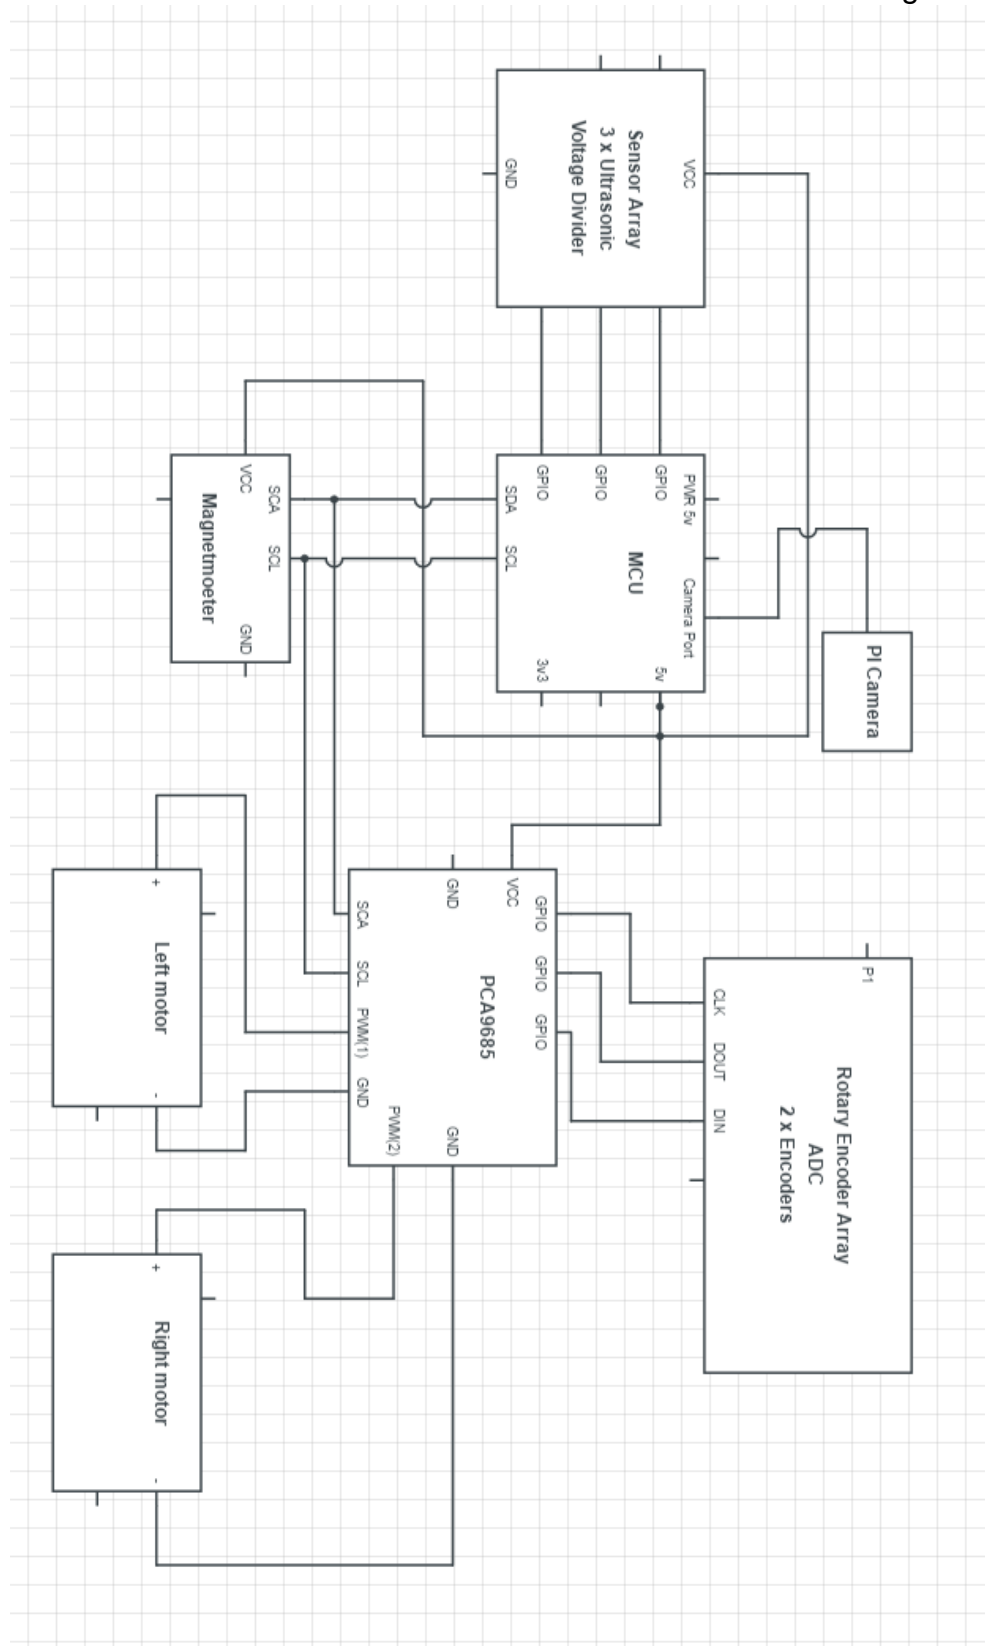 Sensor Array
3 x Ultrasonic
Voltage Divider
VCC
GND
GPIO
GPIO
GPIO
PWR 5v
MCU
Camera Port
SDA
SCL
3v3
5v
PI Camera
VCC
SCA
SCL
Magnetmoeter
GND
GND
VCC
GPIO
GPIO
GPIO
PCA9685
SCA
SCL
PWM(1)
GND
PWM(2)
GND
P1
CLK
DOUT
DIN
Rotary Encoder Array
ADC
2 x Encoders
+
Left motor
-
+
Right motor
-